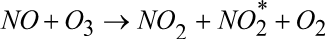 NO + O₃ → NO₂ + NO₂* + O₂